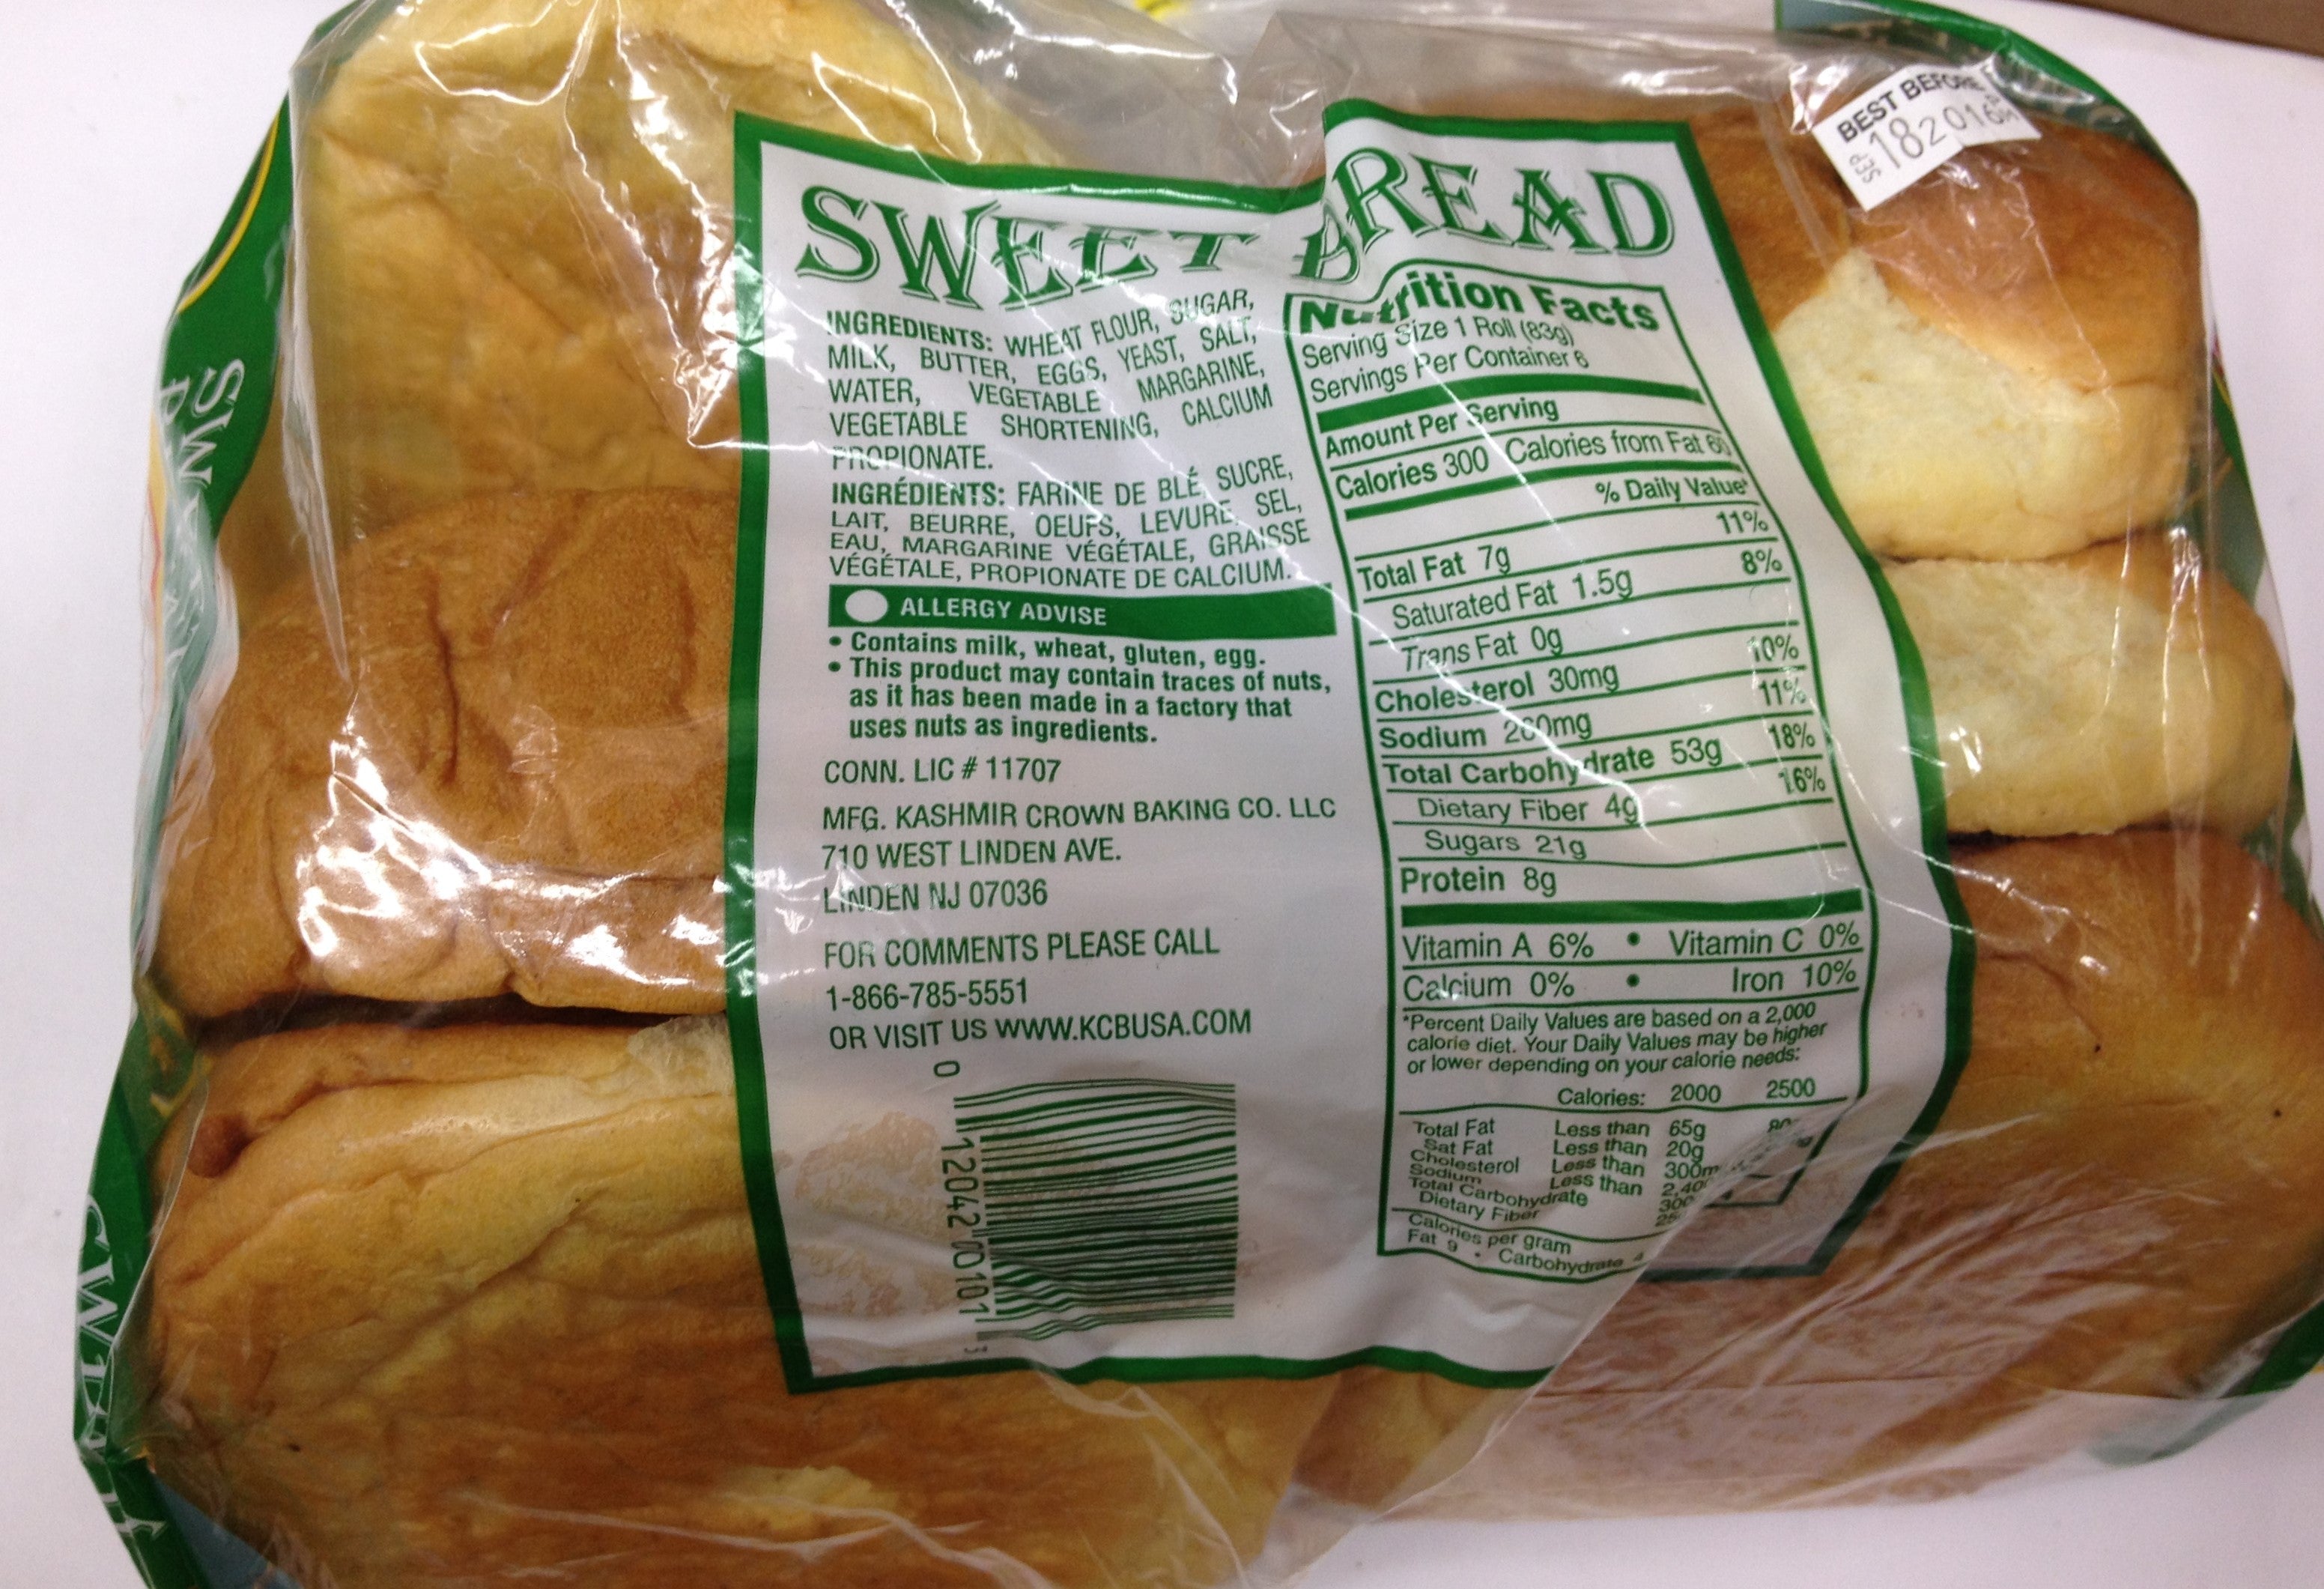 SWEET BREAD
INGREDIENTS: WHEAT FLOUR, SUGAR,
MILK, BUTTER, EGGS, YEAST, SALT,
WATER, VEGETABLE MARGARINE,
VEGETABLE SHORTENING, CALCIUM
PROPIONATE.
INGRÉDIENTS: FARINE DE BLÉ, SUCRE,
LAIT, BEURRE, OEUFS, LEVURE, SEL,
EAU, MARGARINE VÉGÉTALE, GRAISSE
VÉGÉTALE, PROPIONATE DE CALCIUM.
ALLERGY ADVISE
• Contains milk, wheat, gluten, egg.
• This product may contain traces of nuts,
as it has been made in a factory that
uses nuts as ingredients.
CONN. LIC # 11707
MFG. KASHMIR CROWN BAKING CO. LLC
710 WEST LINDEN AVE.
LINDEN NJ 07036
FOR COMMENTS PLEASE CALL
1-866-785-5551
OR VISIT US WWW.KCBUSA.COM
0 12042 70101 3
Nutrition Facts
Serving Size 1 Roll (83g)
Servings Per Container 6
Amount Per Serving
Calories 300 Calories from Fat 60
% Daily Value*
Total Fat 7g 11%
Saturated Fat 1.5g 8%
Trans Fat 0g
Cholesterol 30mg 10%
Sodium 260mg 11%
Total Carbohydrate 53g 18%
Dietary Fiber 4g 16%
Sugars 21g
Protein 8g
Vitamin A 6% • Vitamin C 0%
Calcium 0% • Iron 10%
*Percent Daily Values are based on a 2,000
calorie diet. Your Daily Values may be higher
or lower depending on your calorie needs:
Calories: 2000 2500
Total Fat Less than 65g
Sat Fat Less than 20g
Cholesterol Less than
Sodium Less than
Total Carbohydrate
Dietary Fiber
Calories per gram
Fat 9 • Carbohydrate 4
BEST BEFORE
SEP 18 2016